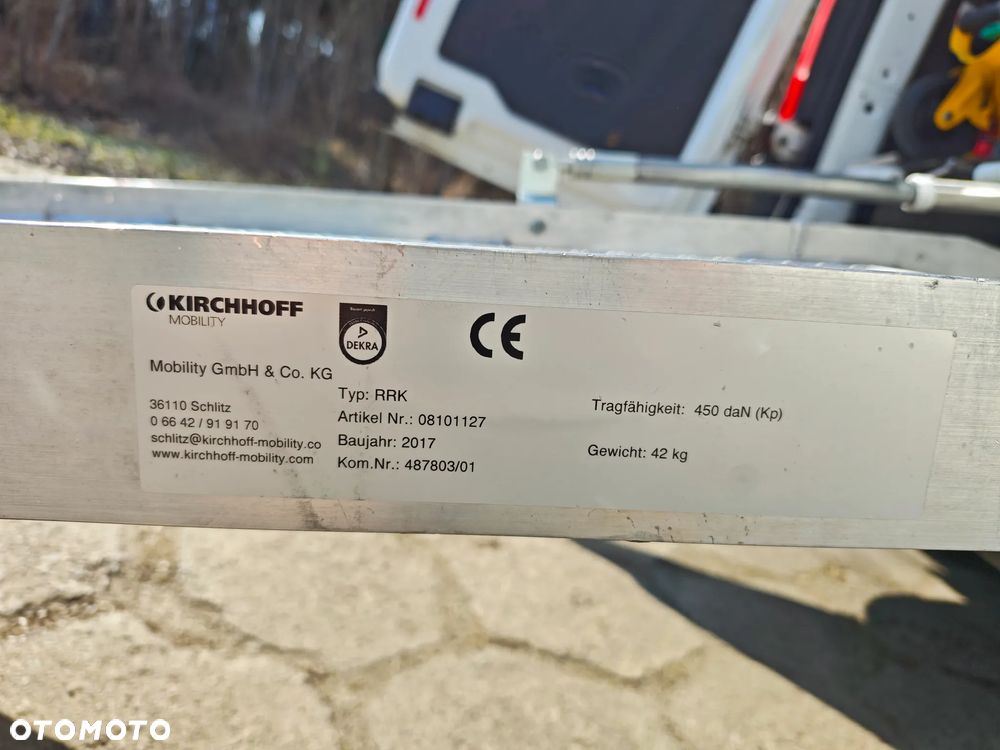 KIRCHHOFF
MOBILITY
DEKRA
CE
Mobility GmbH & Co. KG
36110 Schlitz
0 66 42 / 91 91 70
schlitz@kirchhoff-mobility.co
www.kirchhoff-mobility.com
Typ: RRK
Artikel Nr.: 08101127
Baujahr: 2017
Kom.Nr.: 487803/01
Tragfähigkeit: 450 daN (Kp)
Gewicht: 42 kg
OTOMOTO